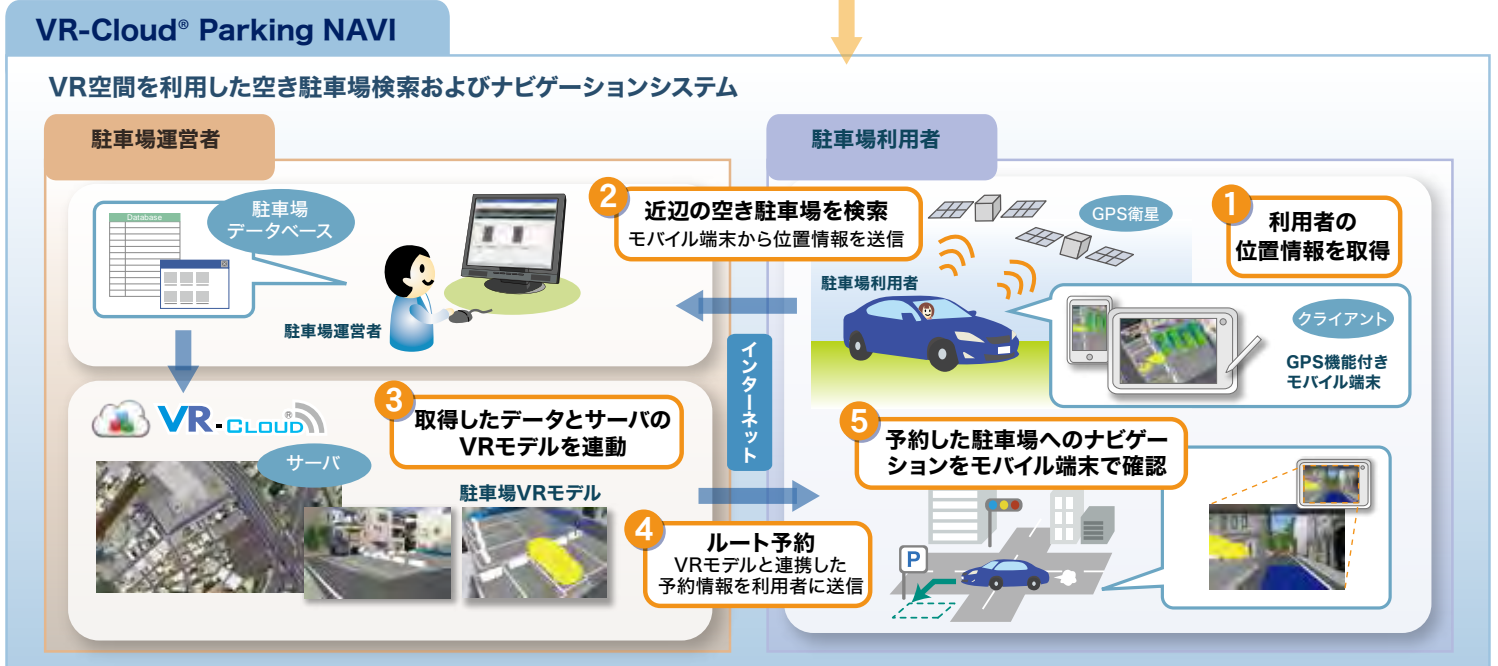 VR-Cloud® Parking NAVI
VR空間を利用した空き駐車場検索およびナビゲーションシステム
駐車場運営者
Database
駐車場
データベース
駐車場運営者
2
近辺の空き駐車場を検索
モバイル端末から位置情報を送信
駐車場利用者
GPS衛星
1
利用者の
位置情報を取得
駐車場利用者
クライアント
GPS機能付き
モバイル端末
インターネット
VR-CLOUD®
サーバ
3
取得したデータとサーバの
VRモデルを連動
駐車場VRモデル
4
ルート予約
VRモデルと連携した
予約情報を利用者に送信
5
予約した駐車場へのナビゲー
ションをモバイル端末で確認
P